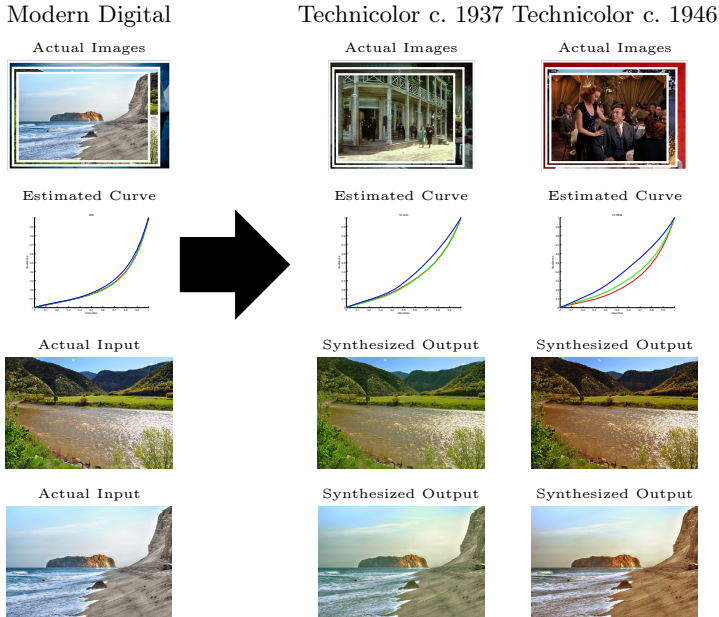 Modern Digital
Technicolor c. 1937 Technicolor c. 1946
Actual Images
Actual Images
Actual Images
Estimated Curve
Estimated Curve
Estimated Curve
Actual Input
Synthesized Output
Synthesized Output
Actual Input
Synthesized Output
Synthesized Output